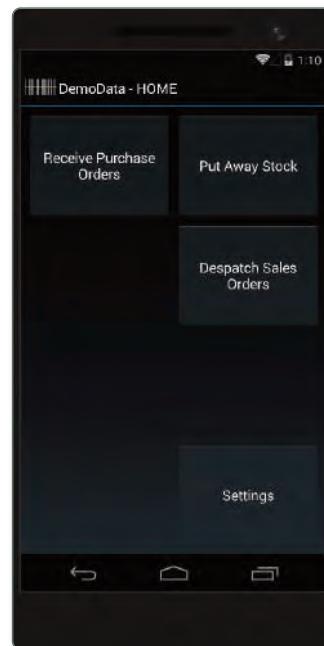 1:10
DemoData - HOME
Receive Purchase
Orders
Put Away Stock
Despatch Sales
Orders
Settings